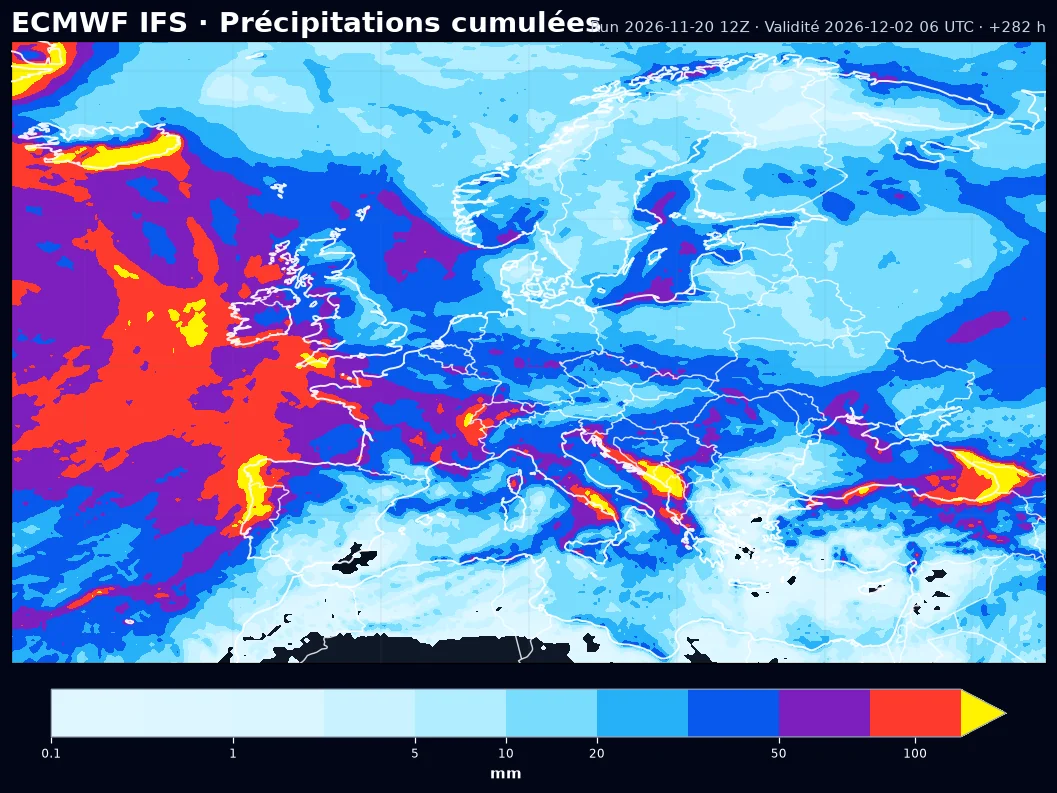 ECMWF IFS · Précipitations cumulées
Run 2026-11-20 12Z · Validité 2026-12-02 06 UTC · +282 h
0.1 1 5 10 20 50 100
mm